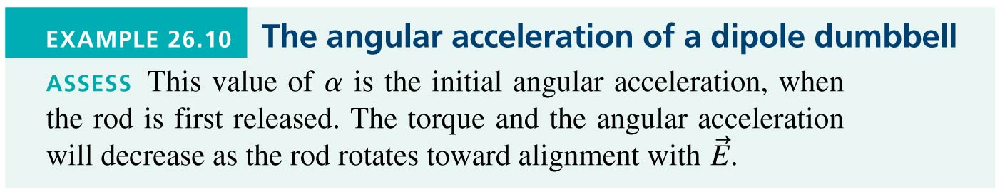 EXAMPLE 26.10 The angular acceleration of a dipole dumbbell
ASSESS This value of α is the initial angular acceleration, when
the rod is first released. The torque and the angular acceleration
will decrease as the rod rotates toward alignment with E⃗.